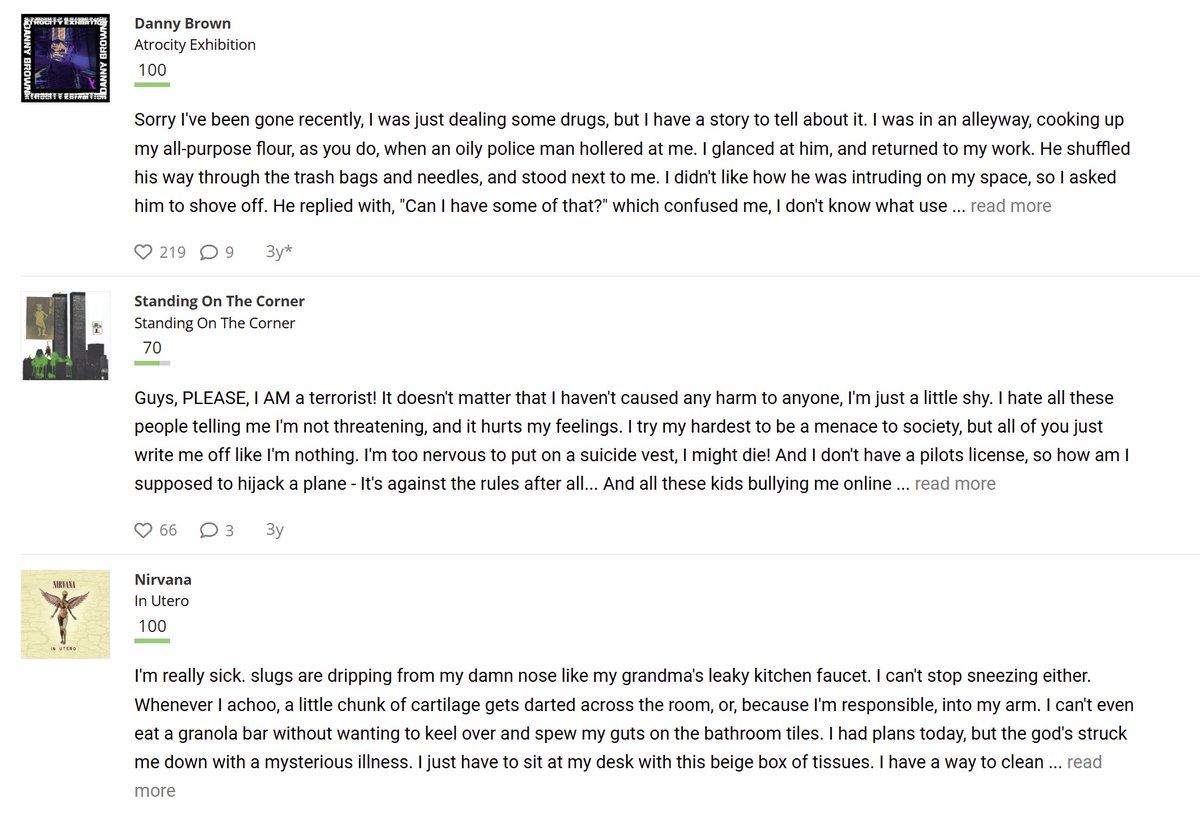 ATROCITY EXHIBITION
DANNY BROWN
DANNY BROWN
Danny Brown
Atrocity Exhibition
100
Sorry I've been gone recently, I was just dealing some drugs, but I have a story to tell about it. I was in an alleyway, cooking up
my all-purpose flour, as you do, when an oily police man hollered at me. I glanced at him, and returned to my work. He shuffled
his way through the trash bags and needles, and stood next to me. I didn't like how he was intruding on my space, so I asked
him to shove off. He replied with, "Can I have some of that?" which confused me, I don't know what use ... read more
219 9 3y*
Standing On The Corner
Standing On The Corner
70
Guys, PLEASE, I AM a terrorist! It doesn't matter that I haven't caused any harm to anyone, I'm just a little shy. I hate all these
people telling me I'm not threatening, and it hurts my feelings. I try my hardest to be a menace to society, but all of you just
write me off like I'm nothing. I'm too nervous to put on a suicide vest, I might die! And I don't have a pilots license, so how am I
supposed to hijack a plane - It's against the rules after all... And all these kids bullying me online ... read more
66 3 3y
NIRVANA
IN UTERO
Nirvana
In Utero
100
I'm really sick. slugs are dripping from my damn nose like my grandma's leaky kitchen faucet. I can't stop sneezing either.
Whenever I achoo, a little chunk of cartilage gets darted across the room, or, because I'm responsible, into my arm. I can't even
eat a granola bar without wanting to keel over and spew my guts on the bathroom tiles. I had plans today, but the god's struck
me down with a mysterious illness. I just have to sit at my desk with this beige box of tissues. I have a way to clean ... read
more